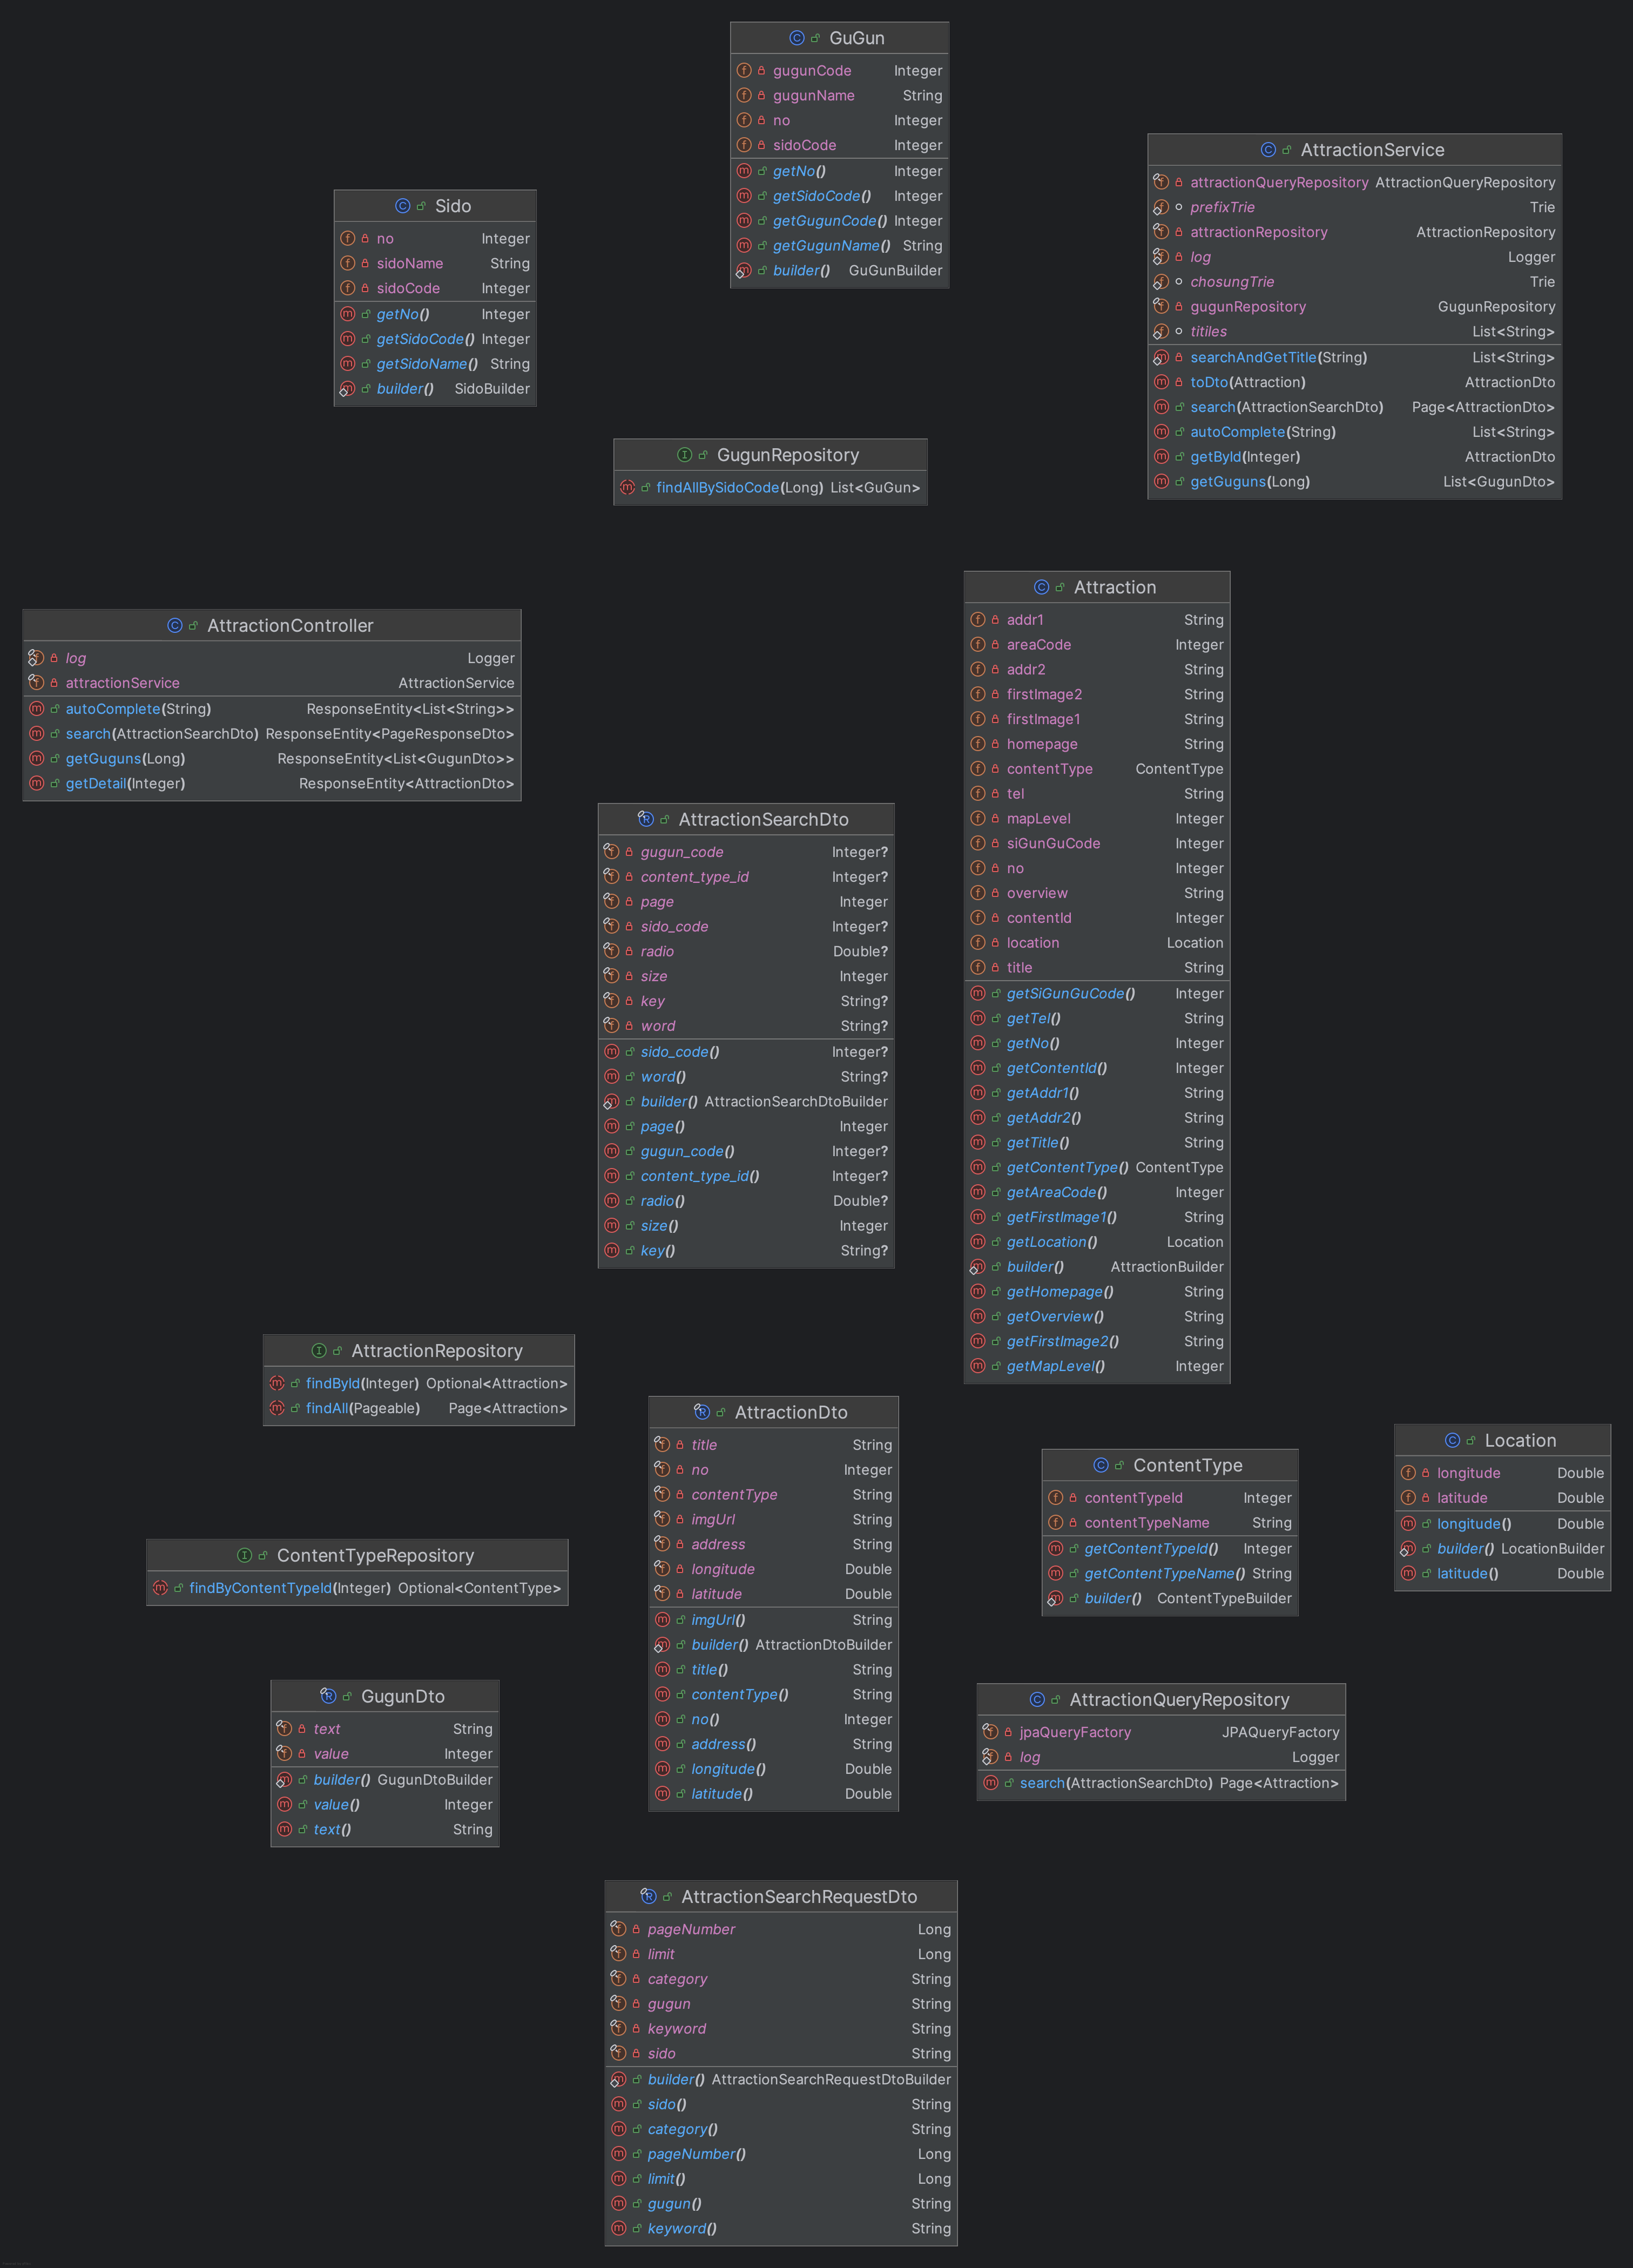 GuGun
gugunCode Integer
gugunName String
no Integer
sidoCode Integer
getNo() Integer
getSidoCode() Integer
getGugunCode() Integer
getGugunName() String
builder() GuGunBuilder
AttractionService
attractionQueryRepository AttractionQueryRepository
prefixTrie Trie
attractionRepository AttractionRepository
log Logger
chosungTrie Trie
gugunRepository GugunRepository
titiles List<String>
searchAndGetTitle(String) List<String>
toDto(Attraction) AttractionDto
search(AttractionSearchDto) Page<AttractionDto>
autoComplete(String) List<String>
getById(Integer) AttractionDto
getGuguns(Long) List<GugunDto>
Sido
no Integer
sidoName String
sidoCode Integer
getNo() Integer
getSidoCode() Integer
getSidoName() String
builder() SidoBuilder
GugunRepository
findAllBySidoCode(Long) List<GuGun>
Attraction
addr1 String
areaCode Integer
addr2 String
firstImage2 String
firstImage1 String
homepage String
contentType ContentType
tel String
mapLevel Integer
siGunGuCode Integer
no Integer
overview String
contentId Integer
location Location
title String
getSiGunGuCode() Integer
getTel() String
getNo() Integer
getContentId() Integer
getAddr1() String
getAddr2() String
getTitle() String
getContentType() ContentType
getAreaCode() Integer
getFirstImage1() String
getLocation() Location
builder() AttractionBuilder
getHomepage() String
getOverview() String
getFirstImage2() String
getMapLevel() Integer
AttractionController
log Logger
attractionService AttractionService
autoComplete(String) ResponseEntity<List<String>>
search(AttractionSearchDto) ResponseEntity<PageResponseDto>
getGuguns(Long) ResponseEntity<List<GugunDto>>
getDetail(Integer) ResponseEntity<AttractionDto>
AttractionSearchDto
gugun_code Integer?
content_type_id Integer?
page Integer
sido_code Integer?
radio Double?
size Integer
key String?
word String?
sido_code() Integer?
word() String?
builder() AttractionSearchDtoBuilder
page() Integer
gugun_code() Integer?
content_type_id() Integer?
radio() Double?
size() Integer
key() String?
AttractionRepository
findById(Integer) Optional<Attraction>
findAll(Pageable) Page<Attraction>
AttractionDto
title String
no Integer
contentType String
imgUrl String
address String
longitude Double
latitude Double
imgUrl() String
builder() AttractionDtoBuilder
title() String
contentType() String
no() Integer
address() String
longitude() Double
latitude() Double
Location
longitude Double
latitude Double
longitude() Double
builder() LocationBuilder
latitude() Double
ContentType
contentTypeId Integer
contentTypeName String
getContentTypeId() Integer
getContentTypeName() String
builder() ContentTypeBuilder
ContentTypeRepository
findByContentTypeId(Integer) Optional<ContentType>
GugunDto
text String
value Integer
builder() GugunDtoBuilder
value() Integer
text() String
AttractionQueryRepository
jpaQueryFactory JPAQueryFactory
log Logger
search(AttractionSearchDto) Page<Attraction>
AttractionSearchRequestDto
pageNumber Long
limit Long
category String
gugun String
keyword String
sido String
builder() AttractionSearchRequestDtoBuilder
sido() String
category() String
pageNumber() Long
limit() Long
gugun() String
keyword() String